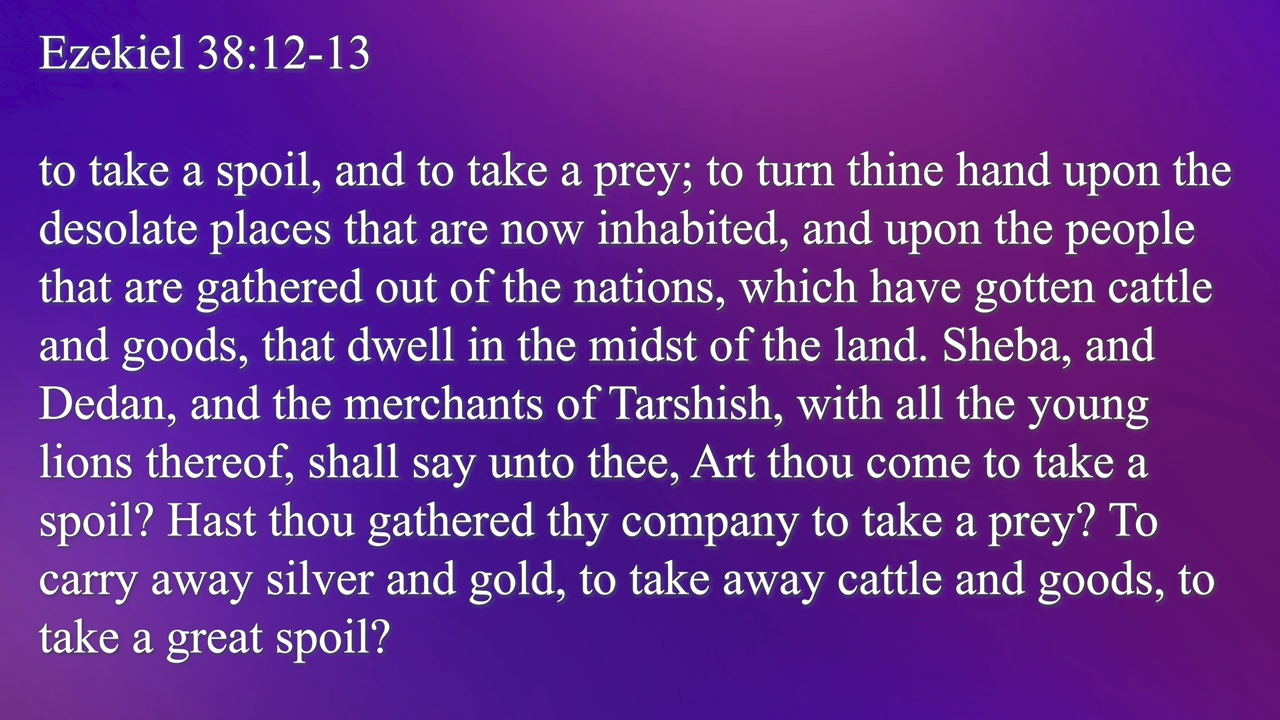 Ezekiel 38:12-13
to take a spoil, and to take a prey; to turn thine hand upon the
desolate places that are now inhabited, and upon the people
that are gathered out of the nations, which have gotten cattle
and goods, that dwell in the midst of the land. Sheba, and
Dedan, and the merchants of Tarshish, with all the young
lions thereof, shall say unto thee, Art thou come to take a
spoil? Hast thou gathered thy company to take a prey? To
carry away silver and gold, to take away cattle and goods, to
take a great spoil?